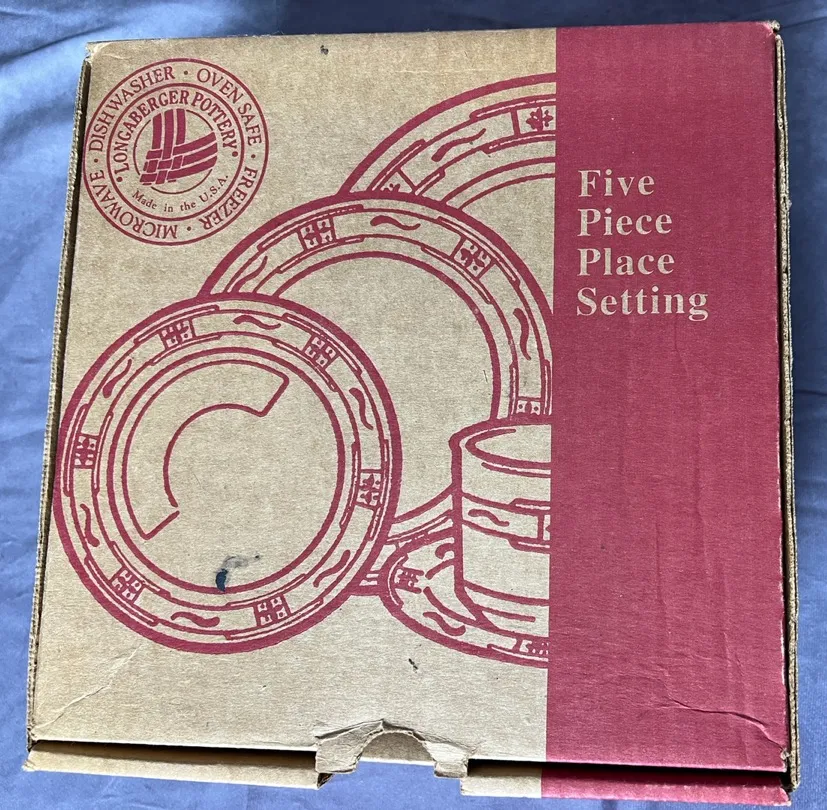 DISHWASHER · OVEN SAFE · FREEZER · MICROWAVE ·
· LONGABERGER POTTERY ·
Made in the U.S.A.
Five
Piece
Place
Setting